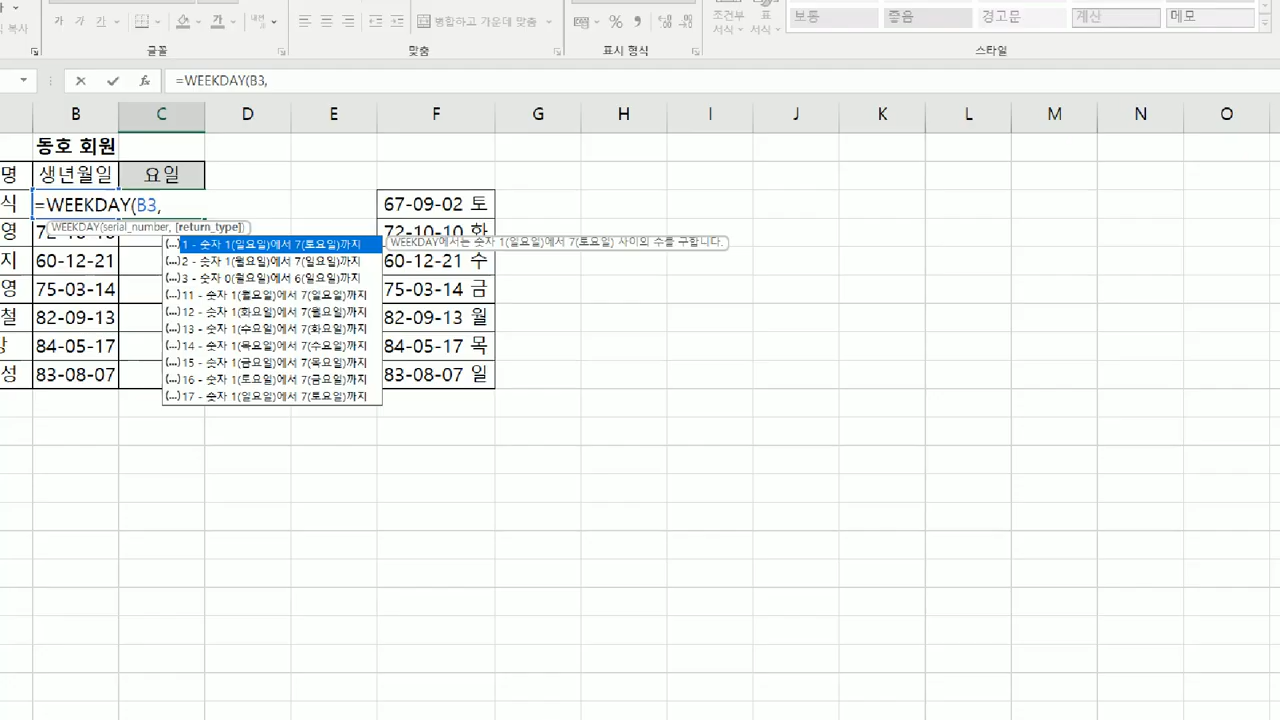 복사
가 가 가 내천
병합하고 가운데 맞춤
% 조건부 표
서식 서식
보통 좋음 경고문 계산 메모
글꼴 맞춤 표시 형식 스타일
=WEEKDAY(B3,
B C D E F G H I J K L M N O
동호 회원
명 생년월일 요일
식 =WEEKDAY(B3, 67-09-02 토
WEEKDAY(serial_number, [return_type])
영 72-10-10 화
(...) 1 - 숫자 1(일요일)에서 7(토요일)까지 WEEKDAY에서는 숫자 1(일요일)에서 7(토요일) 사이의 수를 구합니다.
(...) 2 - 숫자 1(월요일)에서 7(일요일)까지
지 60-12-21 60-12-21 수
(...) 3 - 숫자 0(월요일)에서 6(일요일)까지
영 75-03-14 75-03-14 금
(...) 11 - 숫자 1(월요일)에서 7(일요일)까지
(...) 12 - 숫자 1(화요일)에서 7(월요일)까지
철 82-09-13 82-09-13 월
(...) 13 - 숫자 1(수요일)에서 7(화요일)까지
(...) 14 - 숫자 1(목요일)에서 7(수요일)까지
84-05-17 84-05-17 목
(...) 15 - 숫자 1(금요일)에서 7(목요일)까지
성 83-08-07 83-08-07 일
(...) 16 - 숫자 1(토요일)에서 7(금요일)까지
(...) 17 - 숫자 1(일요일)에서 7(토요일)까지